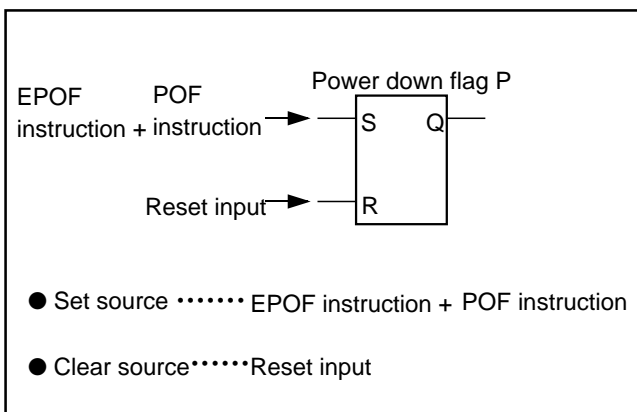 Power down flag P
EPOF instruction + POF instruction
S Q
Reset input
R
● Set source ······· EPOF instruction + POF instruction
● Clear source ······ Reset input